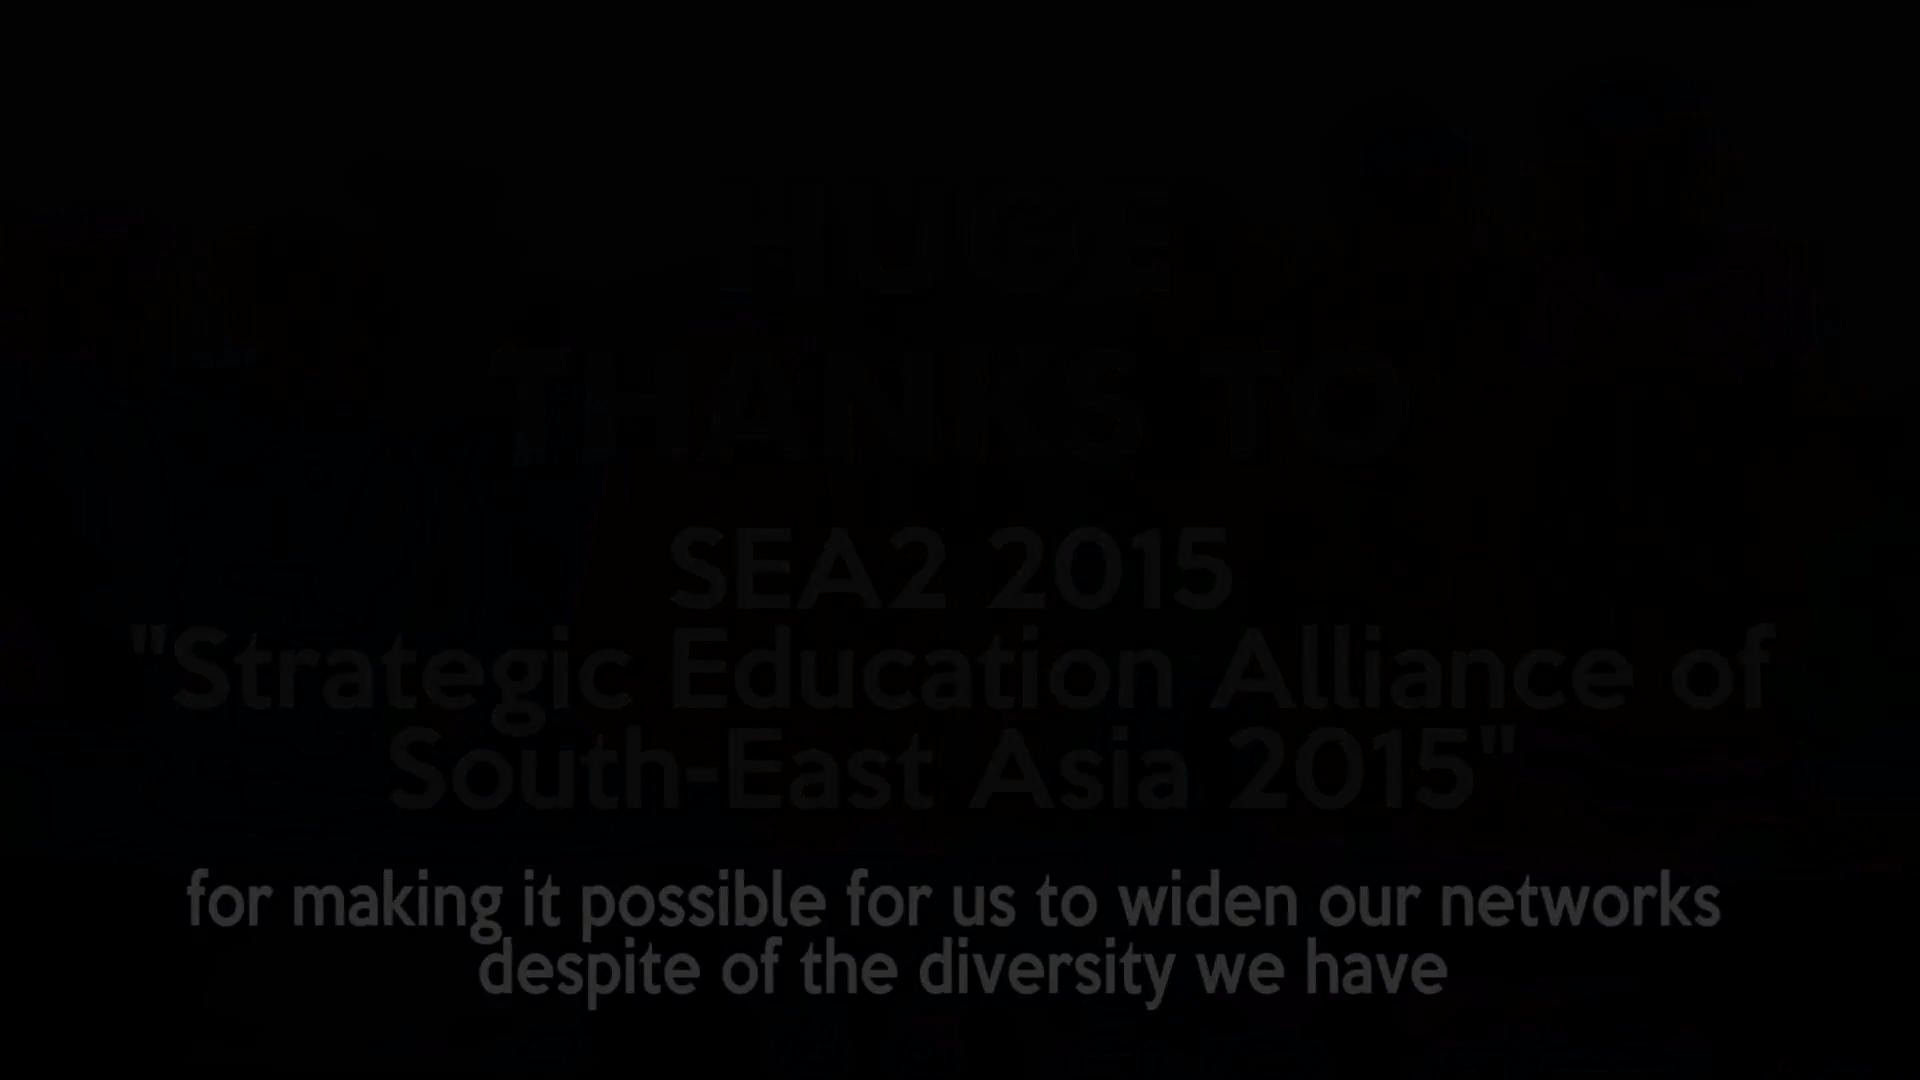 HUGE
THANKS TO
SEA2 2015
"Strategic Education Alliance of
South-East Asia 2015"
for making it possible for us to widen our networks
despite of the diversity we have